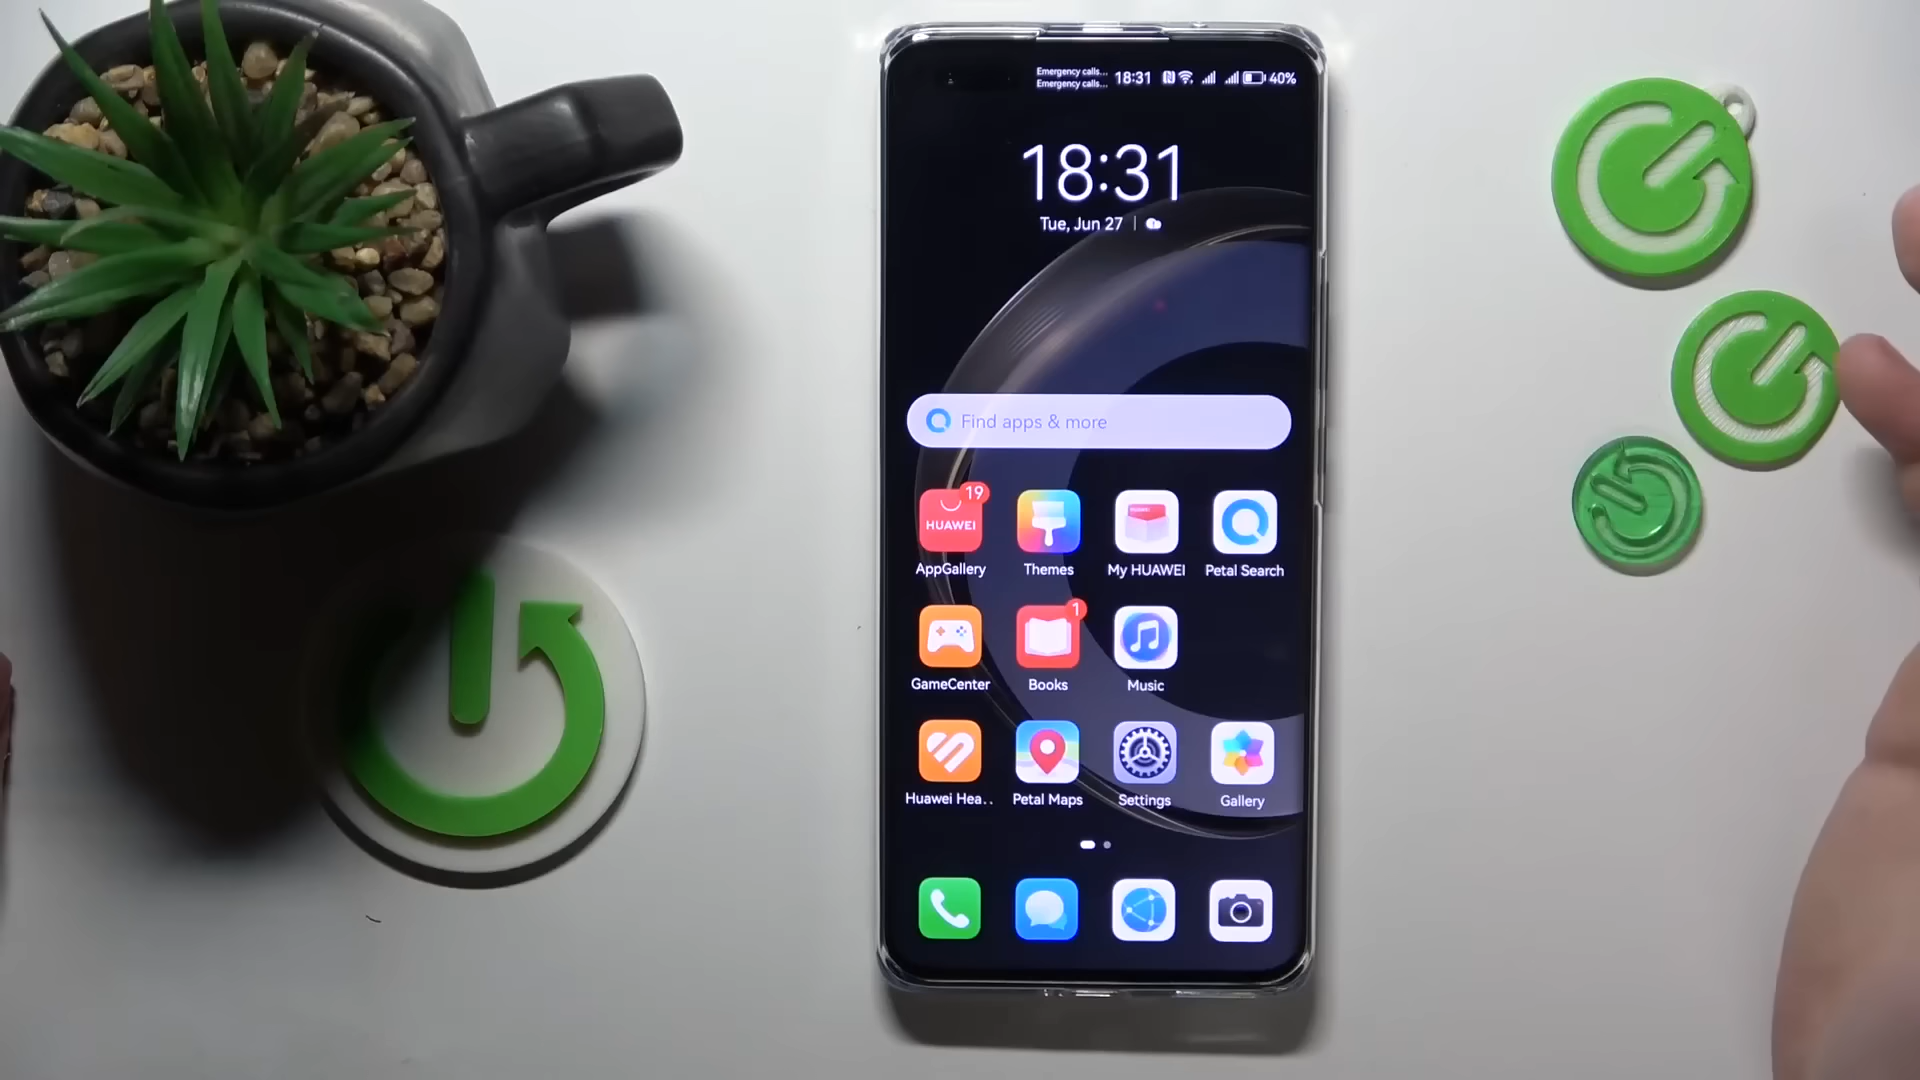 Emergency calls...
Emergency calls...
18:31
40%
18:31
Tue, Jun 27
Find apps & more
19
HUAWEI
AppGallery
Themes
My HUAWEI
Petal Search
1
GameCenter
Books
Music
Huawei Hea..
Petal Maps
Settings
Gallery